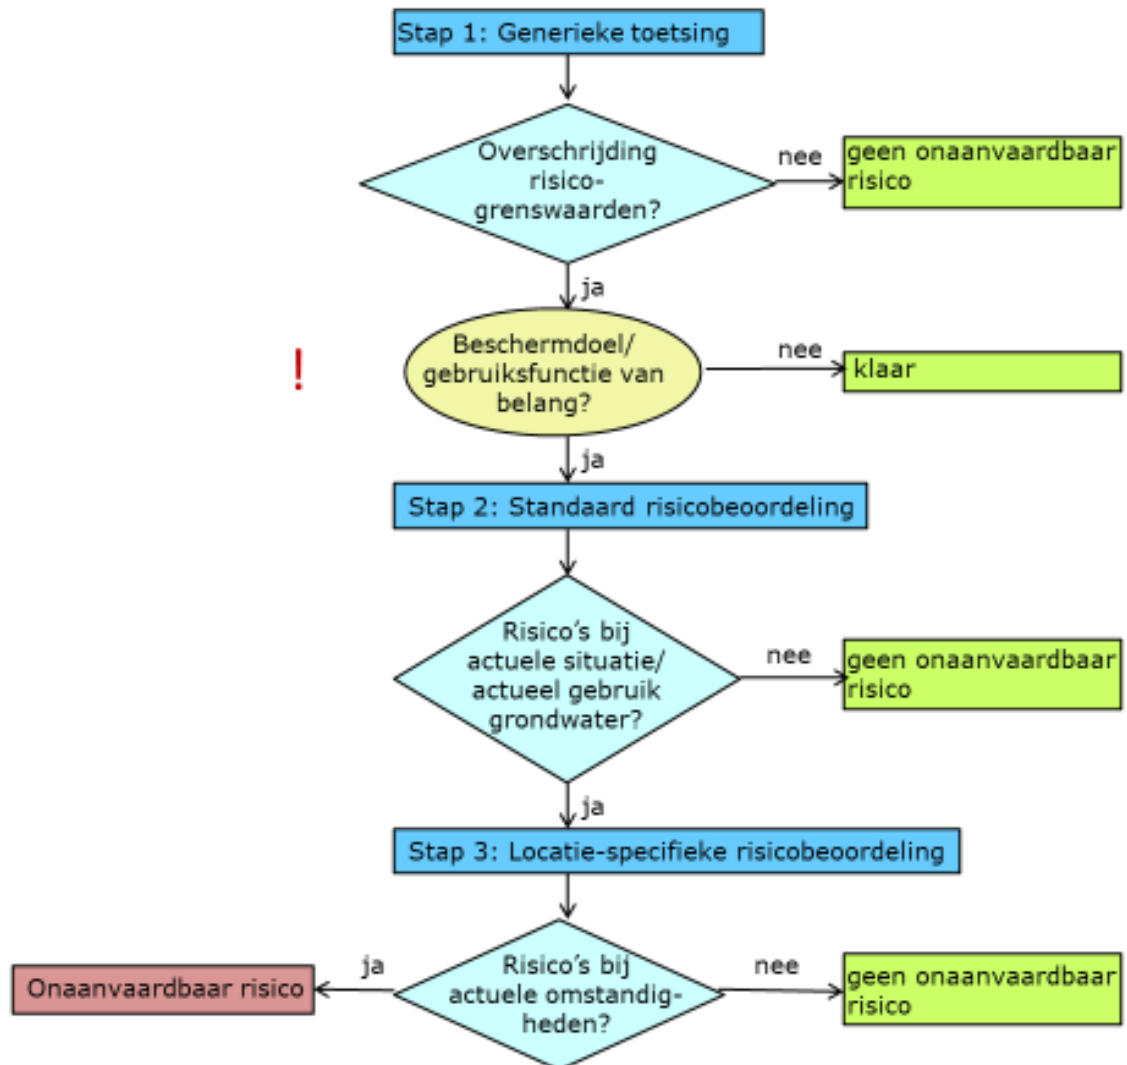 Stap 1: Generieke toetsing
Overschrijding
risico-
grenswaarden?
nee
geen onaanvaardbaar
risico
ja
!
Beschermdoel/
gebruiksfunctie van
belang?
nee
klaar
ja
Stap 2: Standaard risicobeoordeling
Risico's bij
actuele situatie/
actueel gebruik
grondwater?
nee
geen onaanvaardbaar
risico
ja
Stap 3: Locatie-specifieke risicobeoordeling
Onaanvaardbaar risico
ja
Risico's bij
actuele omstandig-
heden?
nee
geen onaanvaardbaar
risico